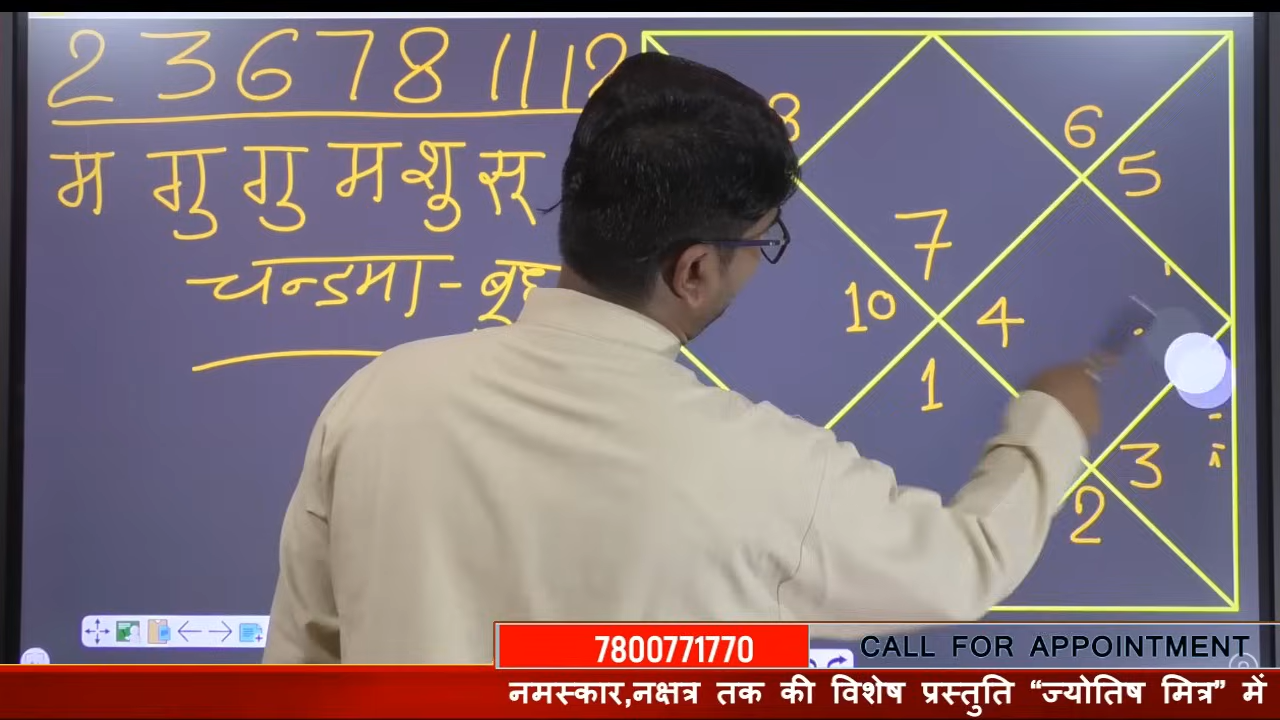 2 3 6 7 8 11 12
म गु गु म शु सू
चन्डमा - बृह
8
6
5
7
10
4
1
3
2
7800771770
CALL FOR APPOINTMENT
नमस्कार,नक्षत्र तक की विशेष प्रस्तुति “ज्योतिष मित्र” में